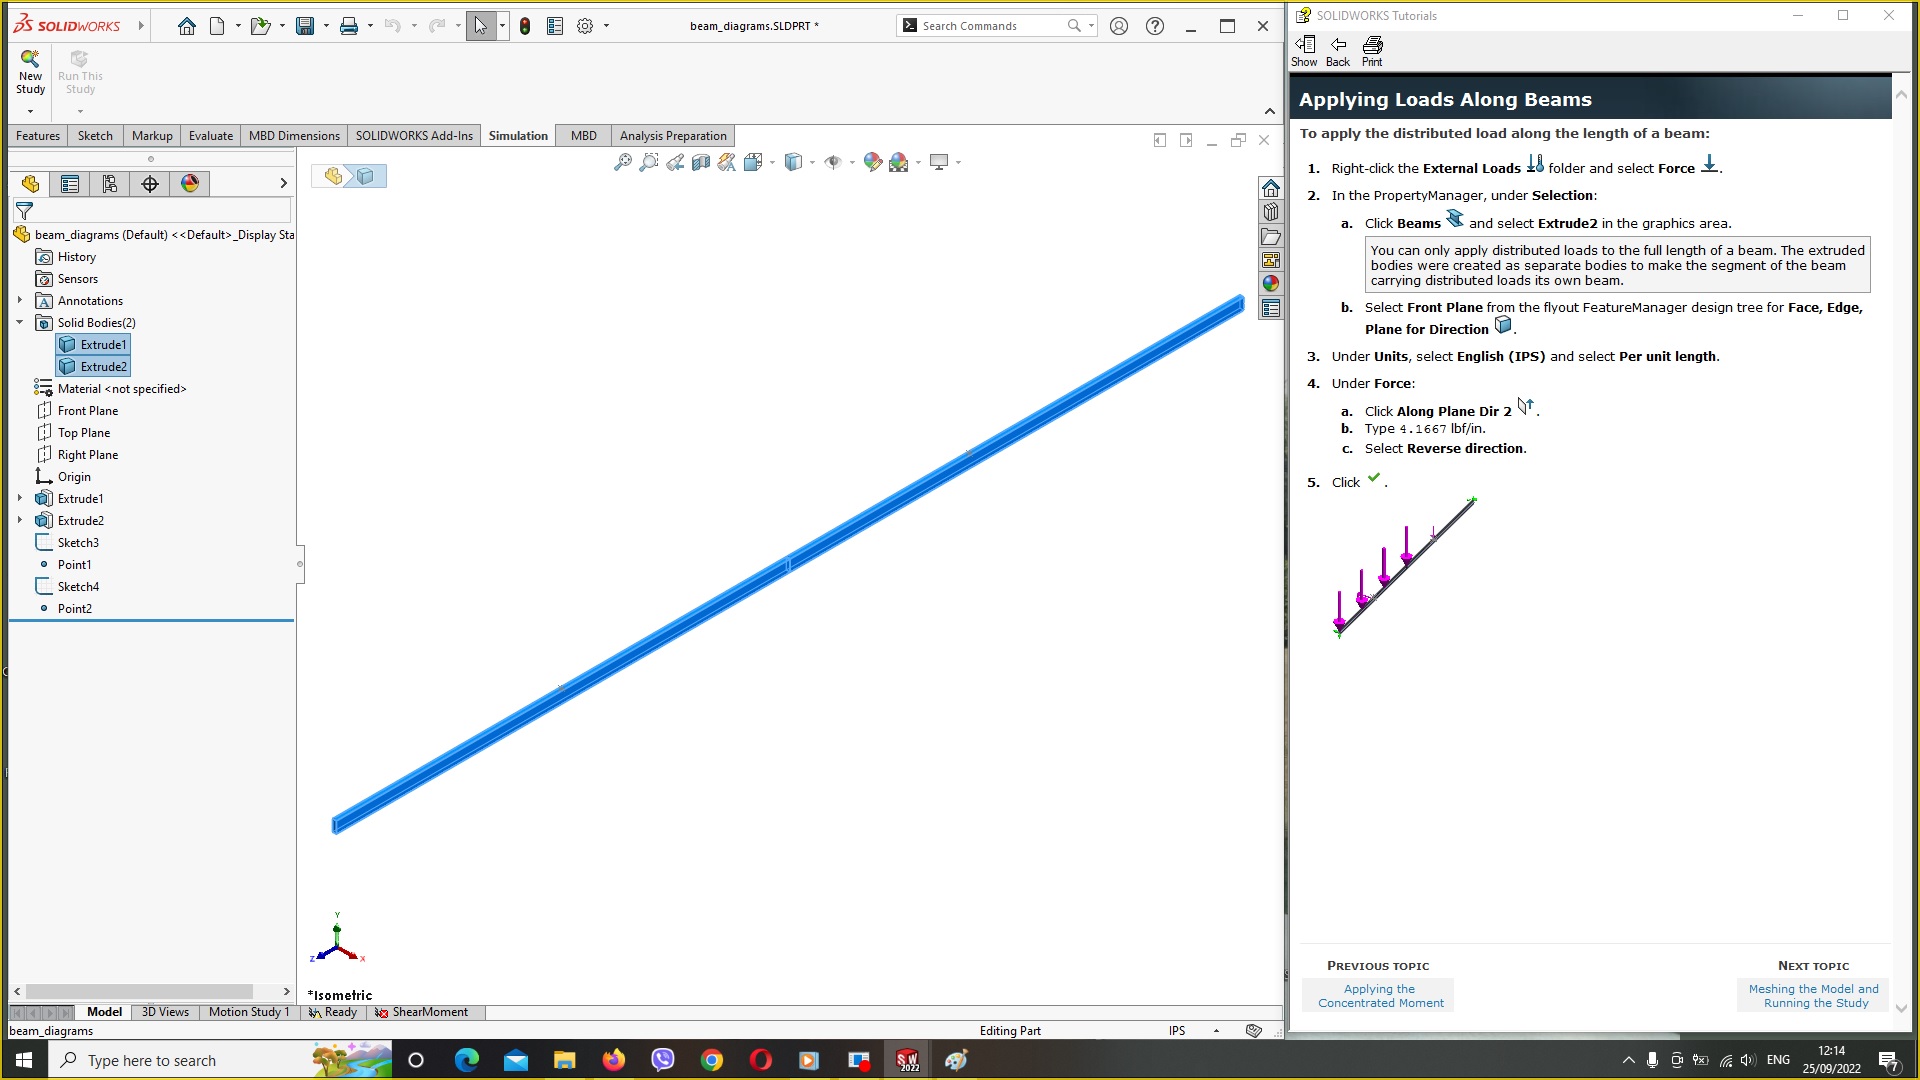 SOLIDWORKS
beam_diagrams.SLDPRT *
Search Commands
New Study
Run This Study
Features
Sketch
Markup
Evaluate
MBD Dimensions
SOLIDWORKS Add-Ins
Simulation
MBD
Analysis Preparation
beam_diagrams (Default) <<Default>_Display Sta
History
Sensors
Annotations
Solid Bodies(2)
Extrude1
Extrude2
Material <not specified>
Front Plane
Top Plane
Right Plane
Origin
Extrude1
Extrude2
Sketch3
Point1
Sketch4
Point2
Y
Z
X
*Isometric
Model
3D Views
Motion Study 1
Ready
ShearMoment
beam_diagrams
Editing Part
IPS
SOLIDWORKS Tutorials
Show
Back
Print
Applying Loads Along Beams
To apply the distributed load along the length of a beam:
1. Right-click the External Loads folder and select Force .
2. In the PropertyManager, under Selection:
a. Click Beams and select Extrude2 in the graphics area.
You can only apply distributed loads to the full length of a beam. The extruded
bodies were created as separate bodies to make the segment of the beam
carrying distributed loads its own beam.
b. Select Front Plane from the flyout FeatureManager design tree for Face, Edge,
Plane for Direction .
3. Under Units, select English (IPS) and select Per unit length.
4. Under Force:
a. Click Along Plane Dir 2 .
b. Type 4.1667 lbf/in.
c. Select Reverse direction.
5. Click .
PREVIOUS TOPIC
Applying the
Concentrated Moment
NEXT TOPIC
Meshing the Model and
Running the Study
Type here to search
SW
2022
ENG
12:14
25/09/2022
7